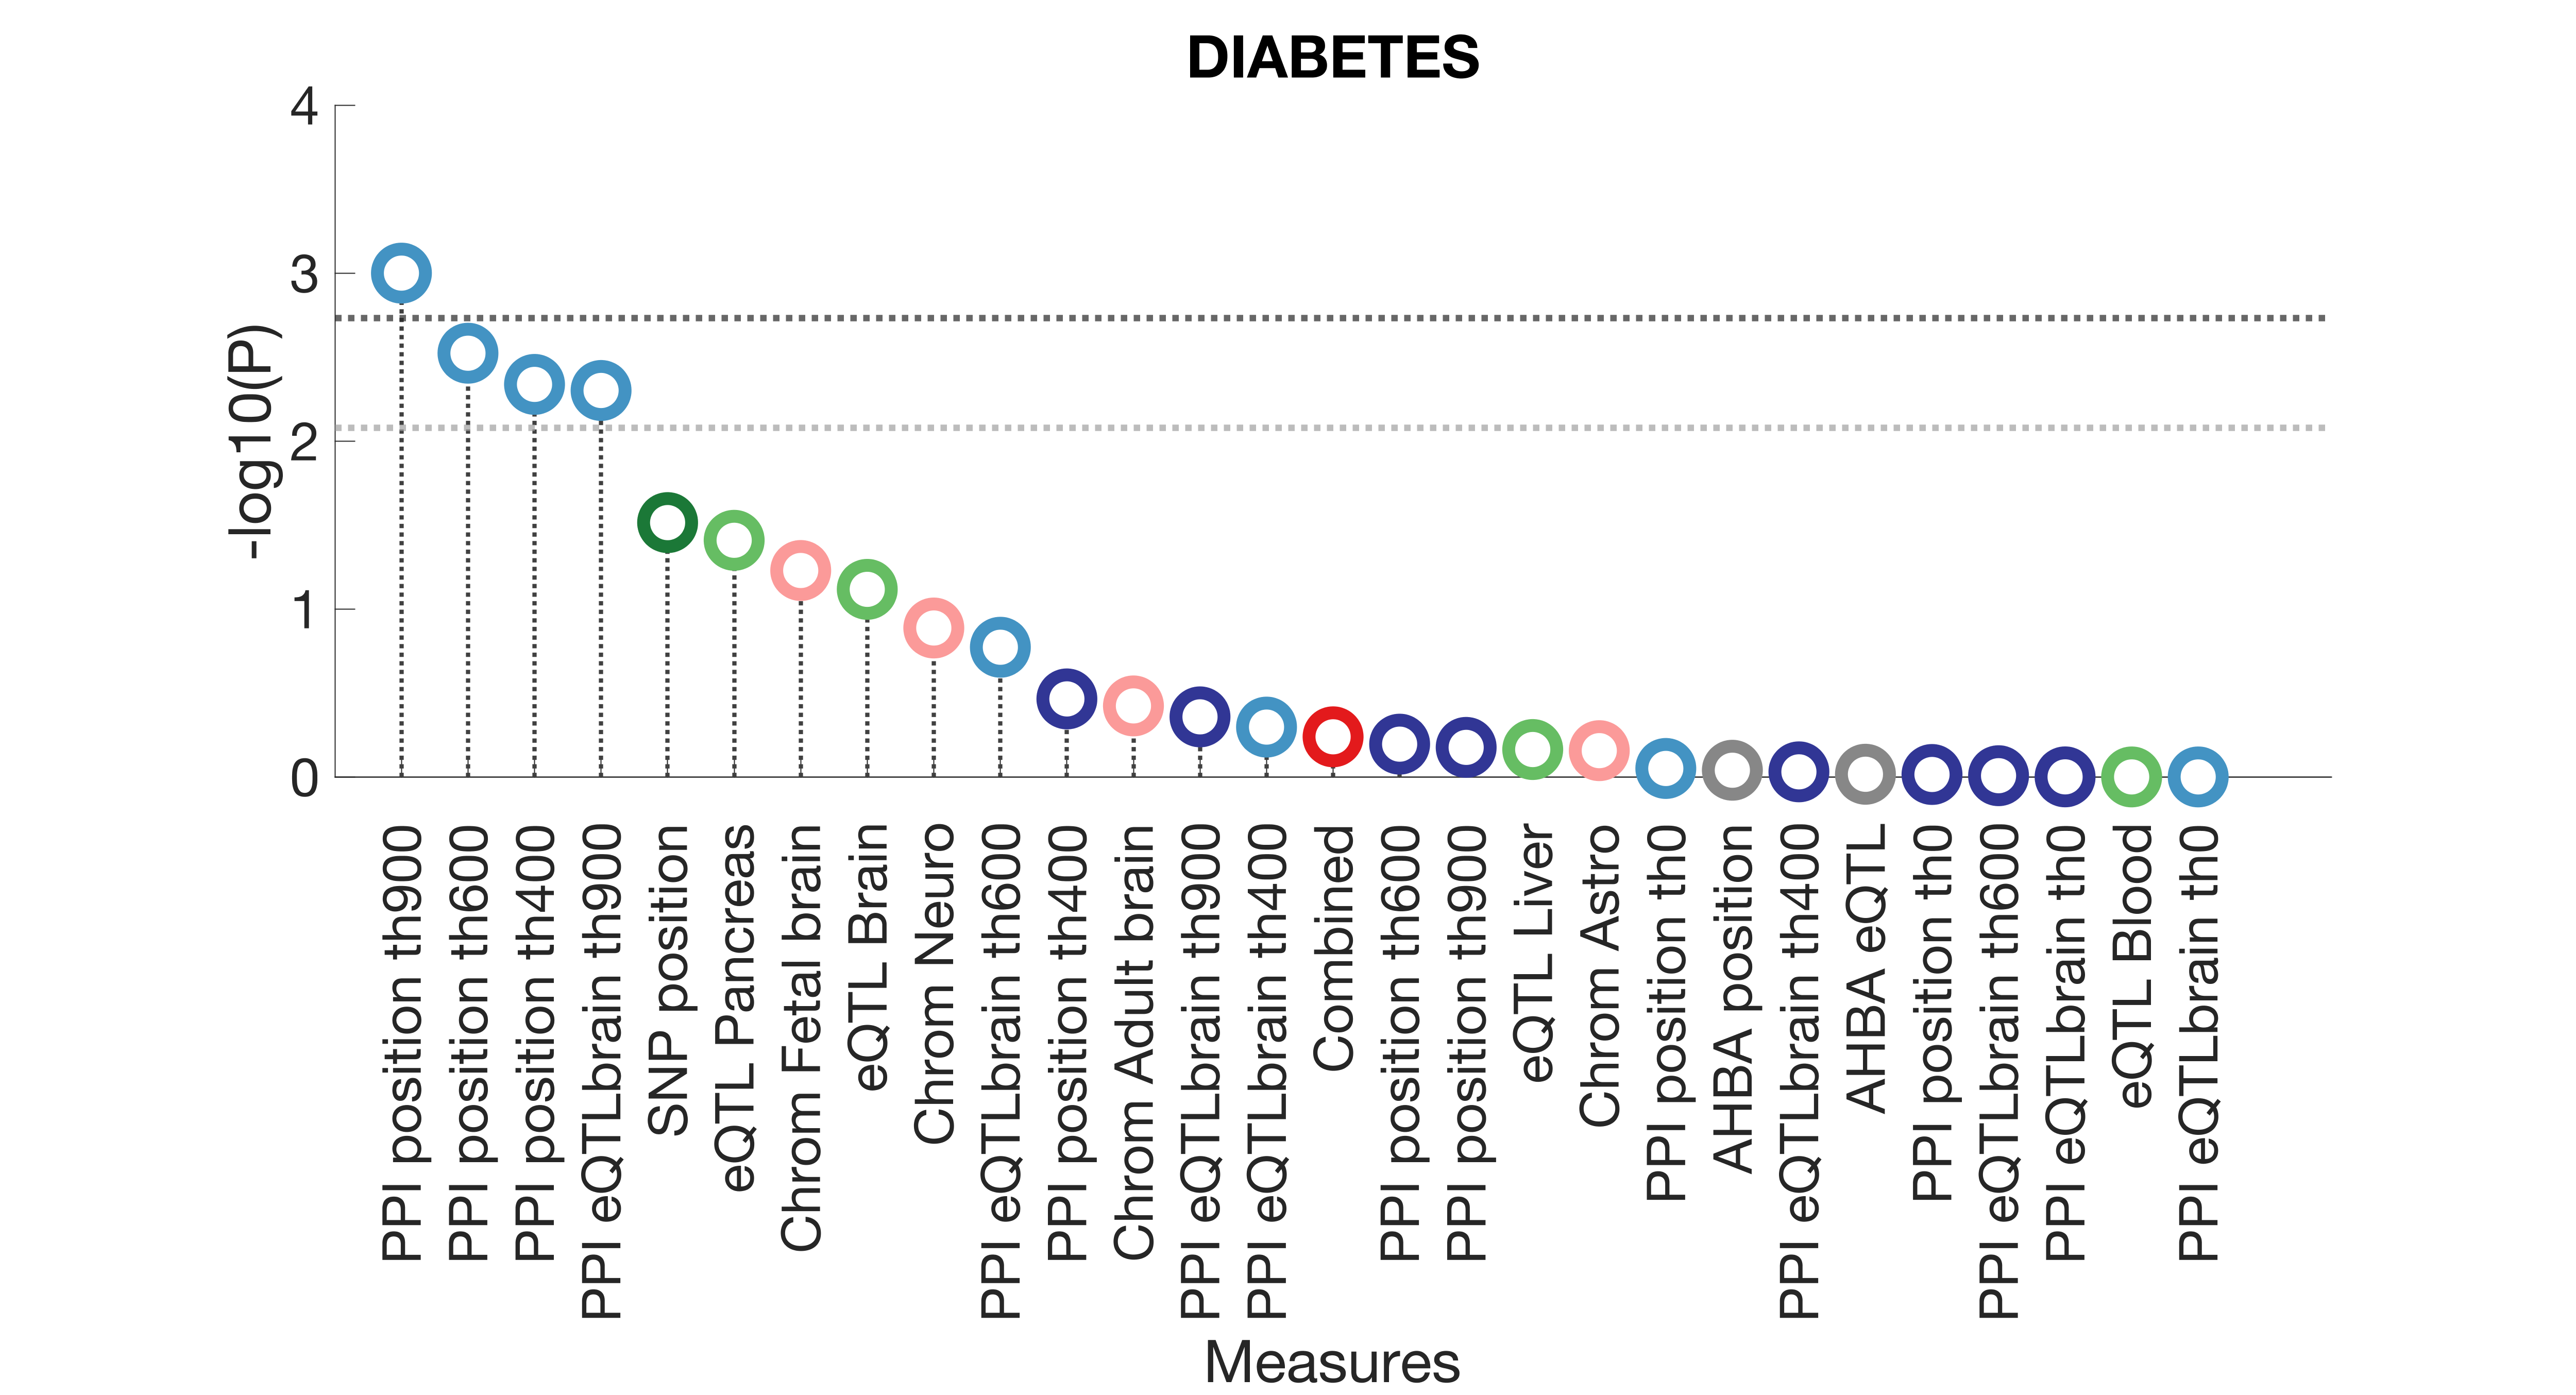 DIABETES
4
3
2
1
0
-log10(P)
PPI position th900
PPI position th600
PPI position th400
PPI eQTLbrain th900
SNP position
eQTL Pancreas
Chrom Fetal brain
eQTL Brain
Chrom Neuro
PPI eQTLbrain th600
PPI position th400
Chrom Adult brain
PPI eQTLbrain th900
PPI eQTLbrain th400
Combined
PPI position th600
PPI position th900
eQTL Liver
Chrom Astro
PPI position th0
AHBA position
PPI eQTLbrain th400
AHBA eQTL
PPI position th0
PPI eQTLbrain th600
PPI eQTLbrain th0
eQTL Blood
PPI eQTLbrain th0
Measures